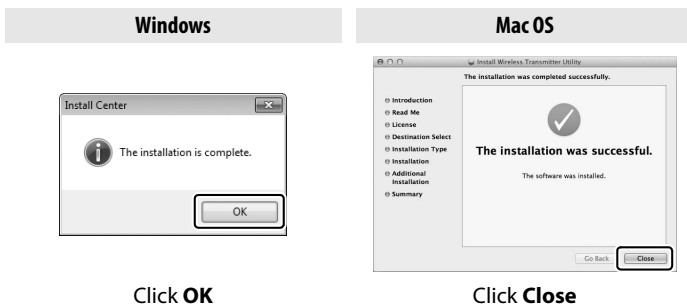 Windows
Mac OS
Install Center
The installation is complete.
OK
Install Wireless Transmitter Utility
The installation was completed successfully.
Introduction
Read Me
License
Destination Select
Installation Type
Installation
Additional
Installation
Summary
The installation was successful.
The software was installed.
Go Back
Close
Click OK
Click Close